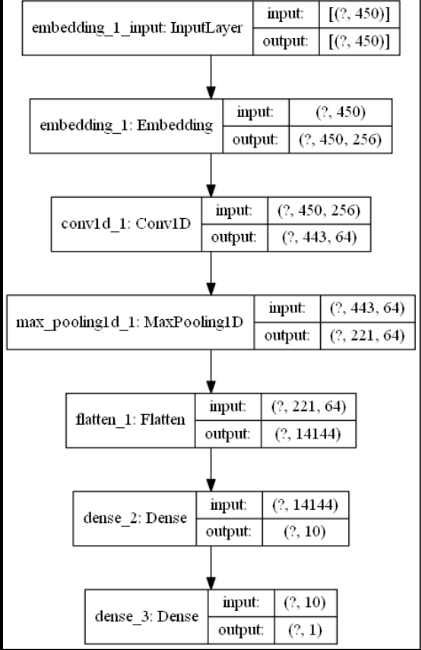 embedding_1_input: InputLayer
input: [(?, 450)]
output: [(?, 450)]
embedding_1: Embedding
input: (?, 450)
output: (?, 450, 256)
conv1d_1: Conv1D
input: (?, 450, 256)
output: (?, 443, 64)
max_pooling1d_1: MaxPooling1D
input: (?, 443, 64)
output: (?, 221, 64)
flatten_1: Flatten
input: (?, 221, 64)
output: (?, 14144)
dense_2: Dense
input: (?, 14144)
output: (?, 10)
dense_3: Dense
input: (?, 10)
output: (?, 1)